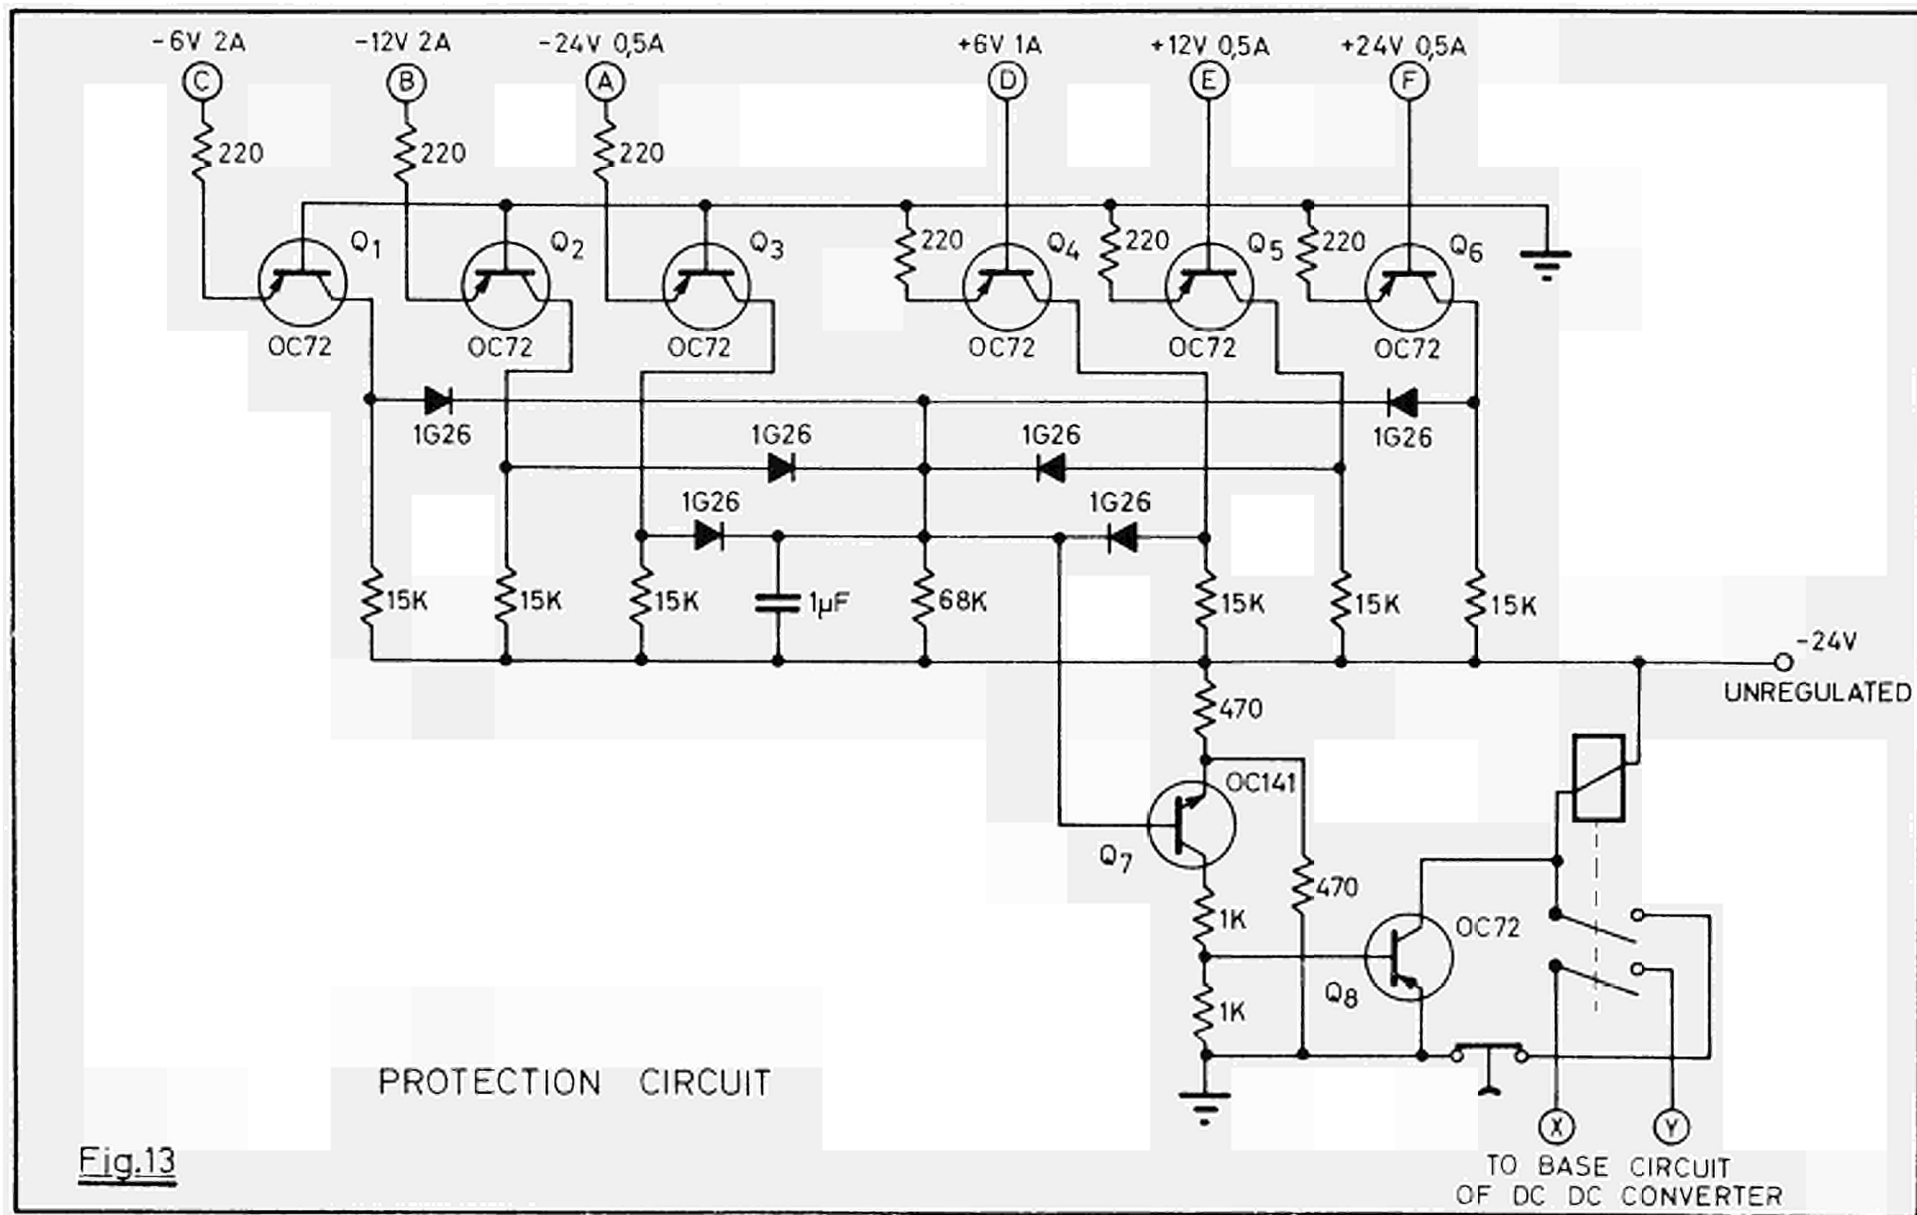 -6V 2A -12V 2A -24V 0,5A +6V 1A +12V 0,5A +24V 0,5A
C B A D E F
220 220 220
Q1 Q2 Q3 220 Q4 220 Q5 220 Q6
OC72 OC72 OC72 OC72 OC72 OC72
1G26 1G26 1G26 1G26
1G26 1G26
15K 15K 15K 1µF 68K 15K 15K 15K
-24V
UNREGULATED
470
OC141
Q7
470
1K OC72
Q8
1K
PROTECTION CIRCUIT
X Y
Fig.13
TO BASE CIRCUIT
OF DC DC CONVERTER